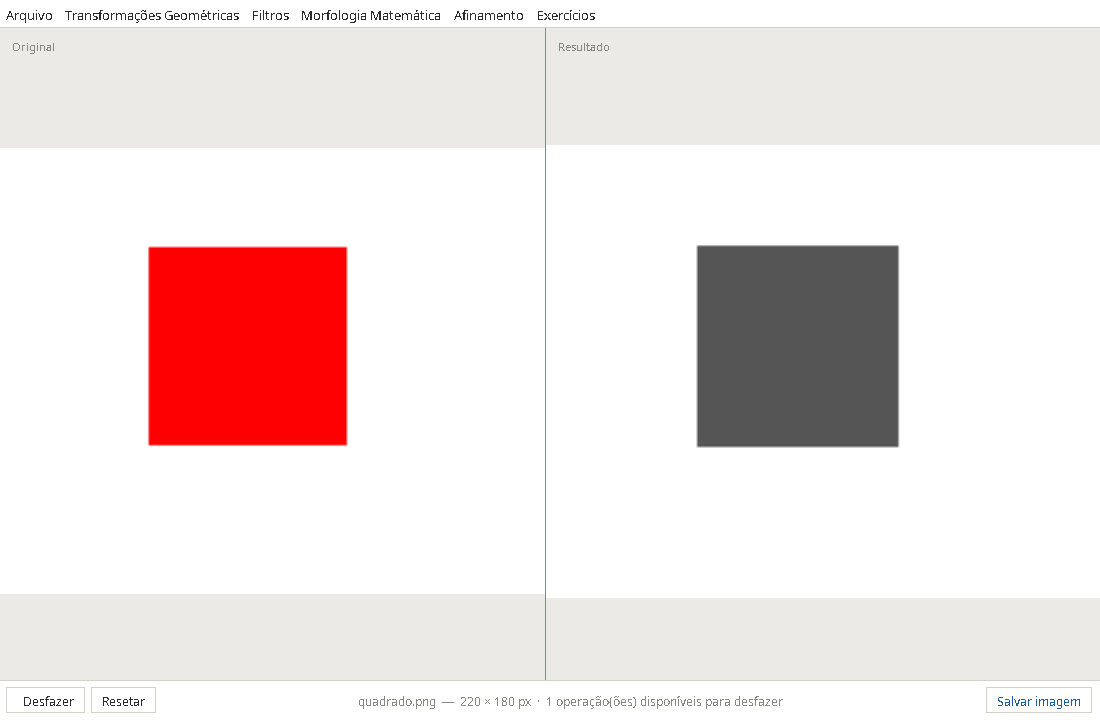 Arquivo Transformações Geométricas Filtros Morfologia Matemática Afinamento Exercícios
Original
Resultado
Desfazer Resetar quadrado.png — 220 × 180 px · 1 operação(ões) disponíveis para desfazer Salvar imagem